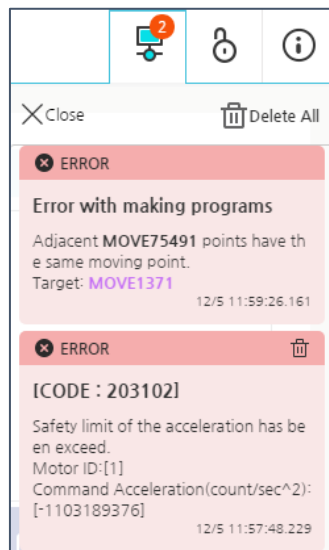 2
Close
Delete All
ERROR
Error with making programs
Adjacent MOVE75491 points have th
e same moving point.
Target: MOVE1371
12/5 11:59:26.161
ERROR
[CODE : 203102]
Safety limit of the acceleration has be
en exceed.
Motor ID:[1]
Command Acceleration(count/sec^2):
[-1103189376]
12/5 11:57:48.229